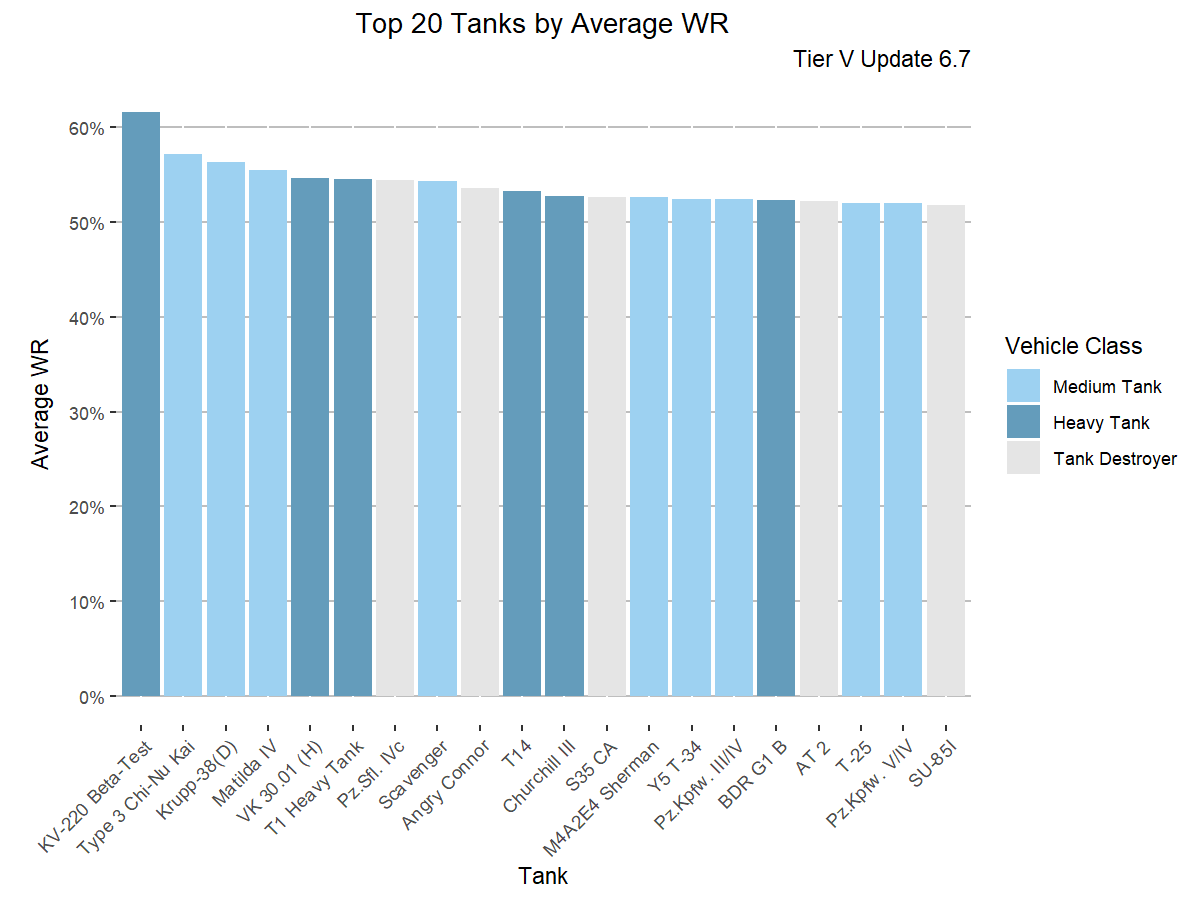 Top 20 Tanks by Average WR
Tier V Update 6.7
Average WR
60%
50%
40%
30%
20%
10%
0%
KV-220 Beta-Test
Type 3 Chi-Nu Kai
Krupp-38(D)
Matilda IV
VK 30.01 (H)
T1 Heavy Tank
Pz.Sfl. IVc
Scavenger
Angry Connor
T14
Churchill III
S35 CA
M4A2E4 Sherman
Y5 T-34
Pz.Kpfw. III/IV
BDR G1 B
AT 2
T-25
Pz.Kpfw. V/IV
SU-85I
Tank
Vehicle Class
Medium Tank
Heavy Tank
Tank Destroyer